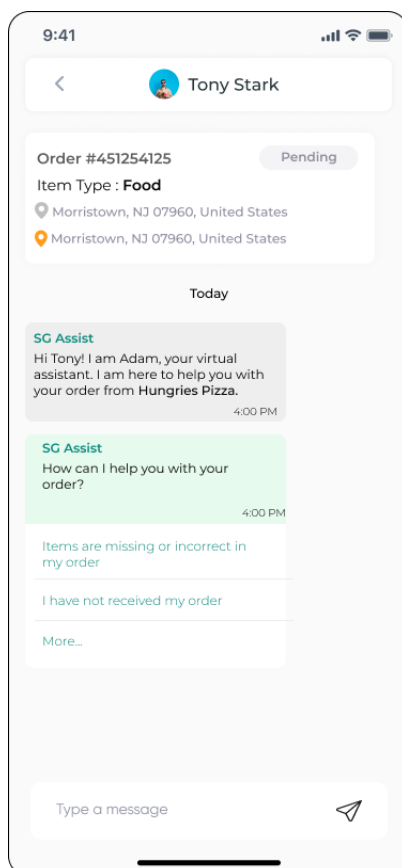 9:41
Tony Stark
Order #451254125
Pending
Item Type : Food
Morristown, NJ 07960, United States
Morristown, NJ 07960, United States
Today
SG Assist
Hi Tony! I am Adam, your virtual
assistant. I am here to help you with
your order from Hungries Pizza.
4:00 PM
SG Assist
How can I help you with your
order?
4:00 PM
Items are missing or incorrect in
my order
I have not received my order
More...
Type a message